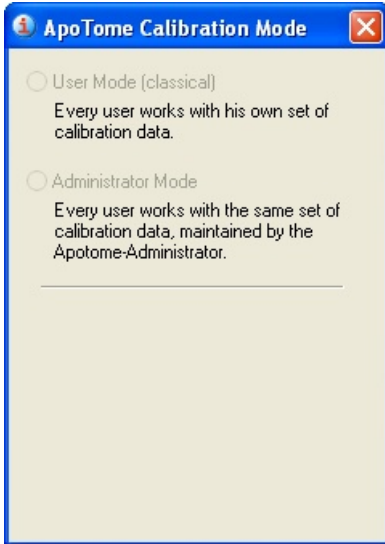 ApoTome Calibration Mode
User Mode (classical)
Every user works with his own set of
calibration data.
Administrator Mode
Every user works with the same set of
calibration data, maintained by the
Apotome-Administrator.